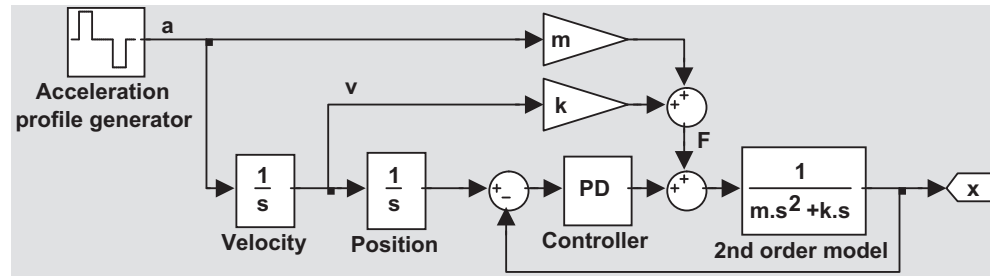 a
m
Acceleration
profile generator
v
k
+
+
F
1
s
Velocity
1
s
Position
+
−
PD
Controller
+
+
1
m.s² +k.s
2nd order model
x